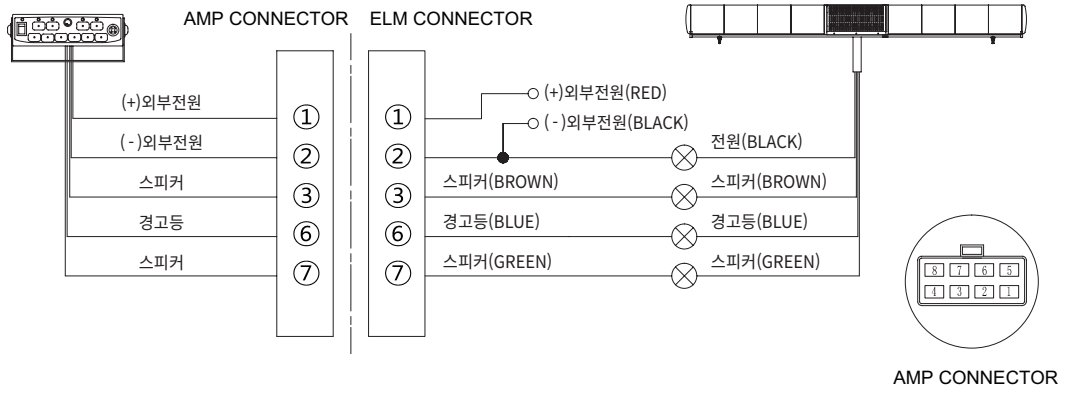 AMP CONNECTOR ELM CONNECTOR
(+)외부전원 ① ① (+)외부전원(RED)
(-)외부전원(BLACK)
(-)외부전원 ② ② 전원(BLACK)
스피커 ③ ③ 스피커(BROWN) 스피커(BROWN)
경고등 ⑥ ⑥ 경고등(BLUE) 경고등(BLUE)
스피커 ⑦ ⑦ 스피커(GREEN) 스피커(GREEN)
8 7 6 5
4 3 2 1
AMP CONNECTOR